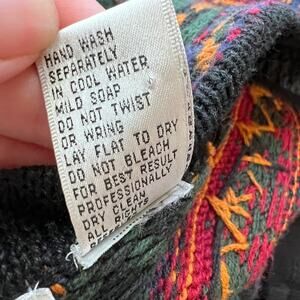 HAND WASH
SEPARATELY
IN COOL WATER
MILD SOAP
DO NOT TWIST
OR WRING
LAY FLAT TO DRY
DO NOT BLEACH
FOR BEST RESULT
PROFESSIONALLY
DRY CLEAN
ALL RIGHTS